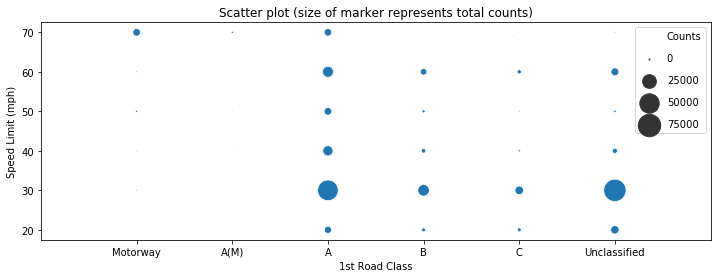 Scatter plot (size of marker represents total counts)
Counts
0
25000
50000
75000
Speed Limit (mph)
70
60
50
40
30
20
Motorway A(M) A B C Unclassified
1st Road Class